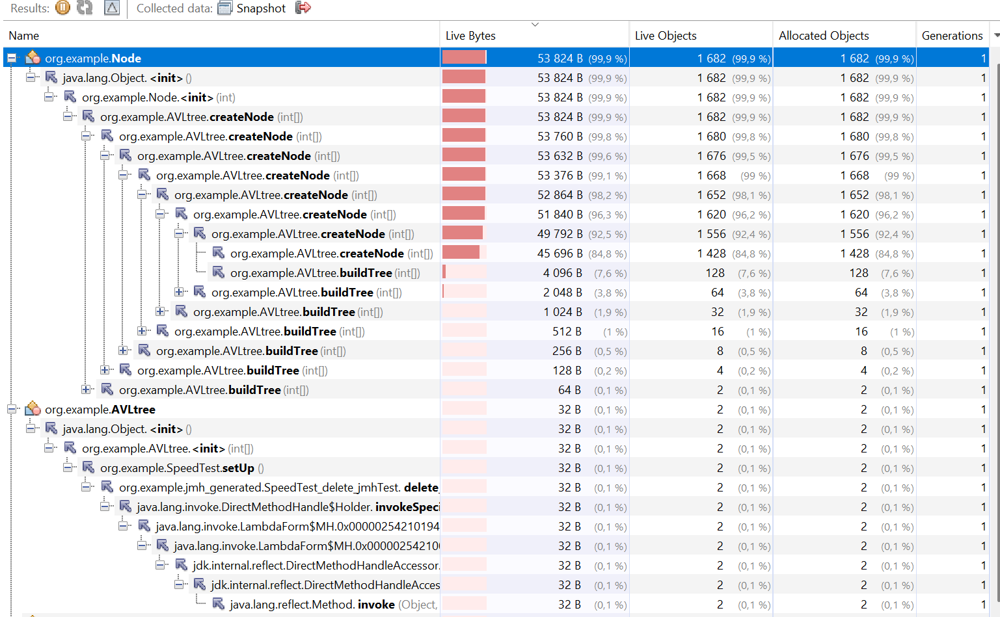 Results: Collected data: Snapshot
Name Live Bytes Live Objects Allocated Objects Generations
org.example.Node 53 824 B (99,9 %) 1 682 (99,9 %) 1 682 (99,9 %) 1
java.lang.Object. <init> () 53 824 B (99,9 %) 1 682 (99,9 %) 1 682 (99,9 %) 1
org.example.Node.<init> (int) 53 824 B (99,9 %) 1 682 (99,9 %) 1 682 (99,9 %) 1
org.example.AVLtree.createNode (int[]) 53 824 B (99,9 %) 1 682 (99,9 %) 1 682 (99,9 %) 1
org.example.AVLtree.createNode (int[]) 53 760 B (99,8 %) 1 680 (99,8 %) 1 680 (99,8 %) 1
org.example.AVLtree.createNode (int[]) 53 632 B (99,6 %) 1 676 (99,5 %) 1 676 (99,5 %) 1
org.example.AVLtree.createNode (int[]) 53 376 B (99,1 %) 1 668 (99 %) 1 668 (99 %) 1
org.example.AVLtree.createNode (int[]) 52 864 B (98,2 %) 1 652 (98,1 %) 1 652 (98,1 %) 1
org.example.AVLtree.createNode (int[]) 51 840 B (96,3 %) 1 620 (96,2 %) 1 620 (96,2 %) 1
org.example.AVLtree.createNode (int[]) 49 792 B (92,5 %) 1 556 (92,4 %) 1 556 (92,4 %) 1
org.example.AVLtree.createNode (int[]) 45 696 B (84,8 %) 1 428 (84,8 %) 1 428 (84,8 %) 1
org.example.AVLtree.buildTree (int[]) 4 096 B (7,6 %) 128 (7,6 %) 128 (7,6 %) 1
org.example.AVLtree.buildTree (int[]) 2 048 B (3,8 %) 64 (3,8 %) 64 (3,8 %) 1
org.example.AVLtree.buildTree (int[]) 1 024 B (1,9 %) 32 (1,9 %) 32 (1,9 %) 1
org.example.AVLtree.buildTree (int[]) 512 B (1 %) 16 (1 %) 16 (1 %) 1
org.example.AVLtree.buildTree (int[]) 256 B (0,5 %) 8 (0,5 %) 8 (0,5 %) 1
org.example.AVLtree.buildTree (int[]) 128 B (0,2 %) 4 (0,2 %) 4 (0,2 %) 1
org.example.AVLtree.buildTree (int[]) 64 B (0,1 %) 2 (0,1 %) 2 (0,1 %) 1
org.example.AVLtree 32 B (0,1 %) 2 (0,1 %) 2 (0,1 %) 1
java.lang.Object. <init> () 32 B (0,1 %) 2 (0,1 %) 2 (0,1 %) 1
org.example.AVLtree.<init> (int[]) 32 B (0,1 %) 2 (0,1 %) 2 (0,1 %) 1
org.example.SpeedTest.setUp () 32 B (0,1 %) 2 (0,1 %) 2 (0,1 %) 1
org.example.jmh_generated.SpeedTest_delete_jmhTest. delete_ 32 B (0,1 %) 2 (0,1 %) 2 (0,1 %) 1
java.lang.invoke.DirectMethodHandle$Holder. invokeSpeci 32 B (0,1 %) 2 (0,1 %) 2 (0,1 %) 1
java.lang.invoke.LambdaForm$MH.0x00000254210194 32 B (0,1 %) 2 (0,1 %) 2 (0,1 %) 1
java.lang.invoke.LambdaForm$MH.0x000002542100 32 B (0,1 %) 2 (0,1 %) 2 (0,1 %) 1
jdk.internal.reflect.DirectMethodHandleAccessor. 32 B (0,1 %) 2 (0,1 %) 2 (0,1 %) 1
jdk.internal.reflect.DirectMethodHandleAcces 32 B (0,1 %) 2 (0,1 %) 2 (0,1 %) 1
java.lang.reflect.Method. invoke (Object, 32 B (0,1 %) 2 (0,1 %) 2 (0,1 %) 1